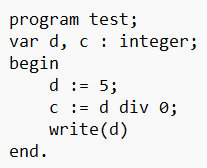 program test;
var d, c : integer;
begin
    d := 5;
    c := d div 0;
    write(d)
end.